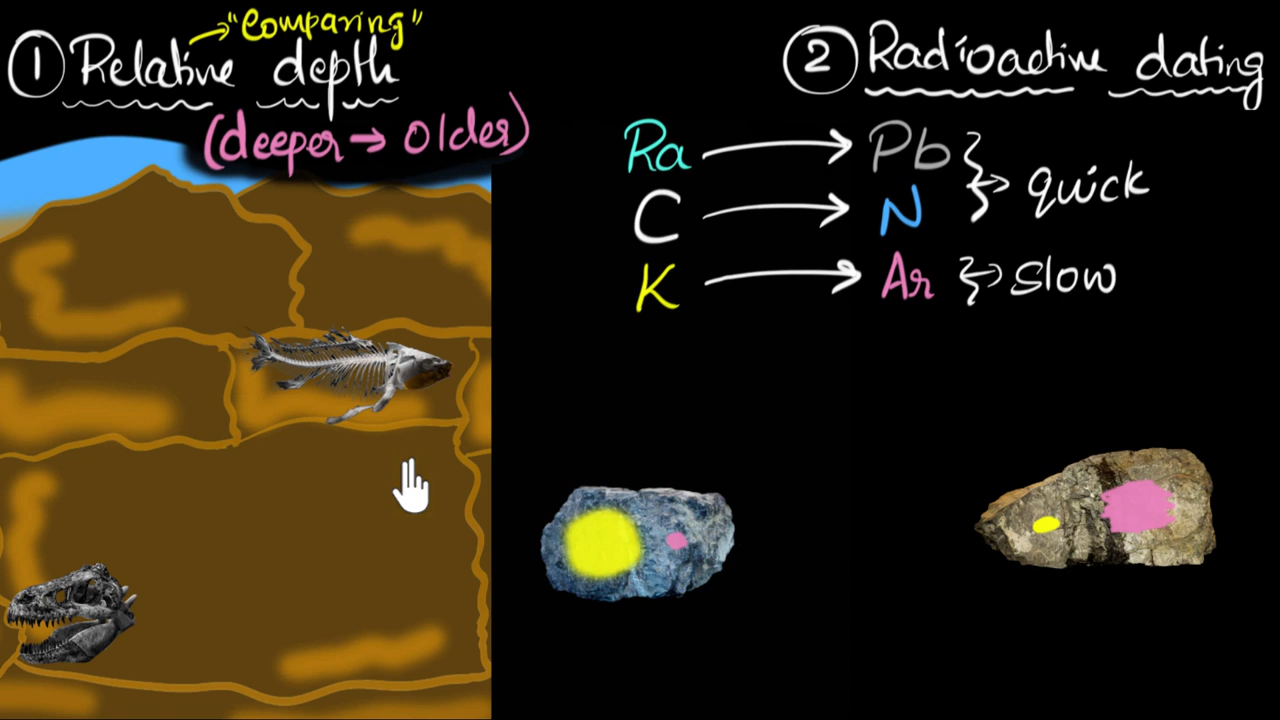 → "Comparing"
① Relative depth
(deeper → Older)
② Radioactive dating
Ra → Pb
C → N
} → quick
K → Ar } → Slow